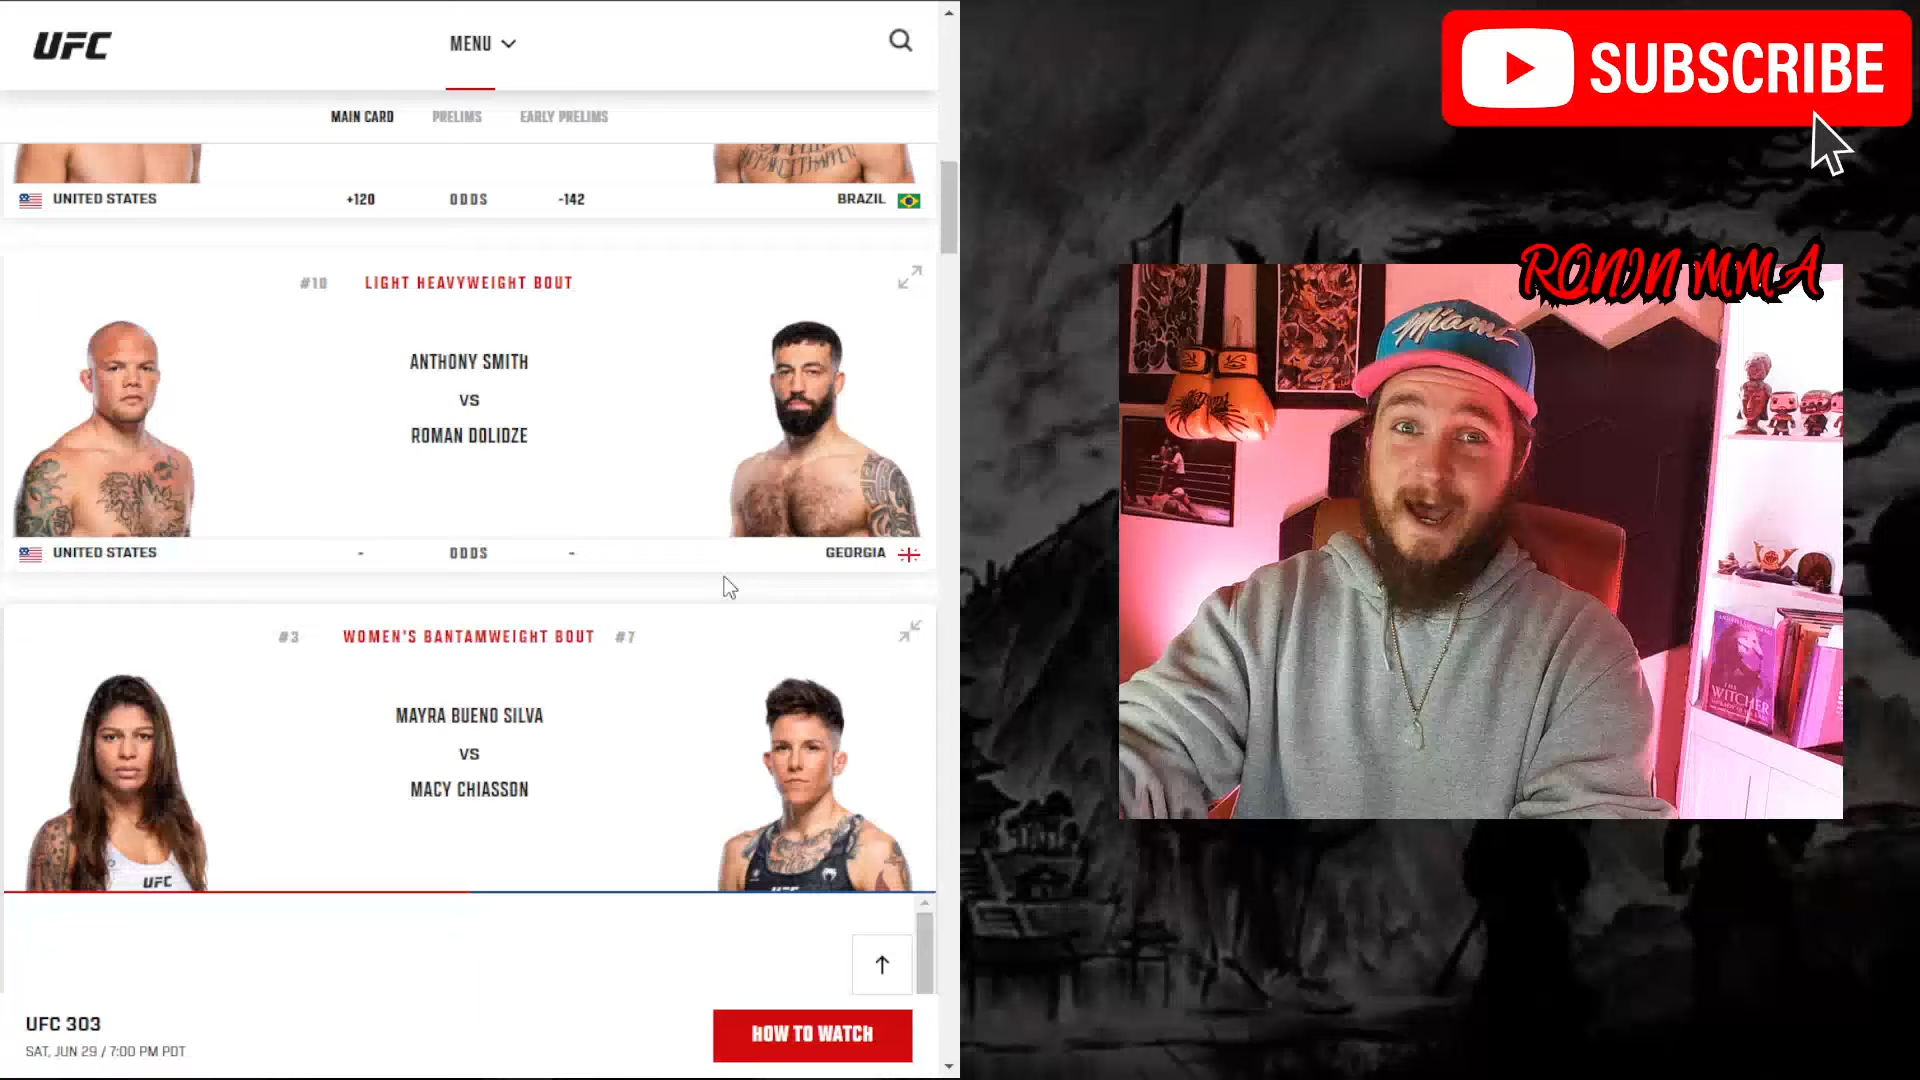 UFC
MENU
MAIN CARD PRELIMS EARLY PRELIMS
UNITED STATES +120 ODDS -142 BRAZIL
#10 LIGHT HEAVYWEIGHT BOUT
ANTHONY SMITH
VS
ROMAN DOLIDZE
UNITED STATES - ODDS - GEORGIA
#3 WOMEN'S BANTAMWEIGHT BOUT #7
MAYRA BUENO SILVA
VS
MACY CHIASSON
UFC
UFC 303
SAT, JUN 29 / 7:00 PM PDT
HOW TO WATCH
SUBSCRIBE
RONIN MMA
Miami
THE
WITCHER